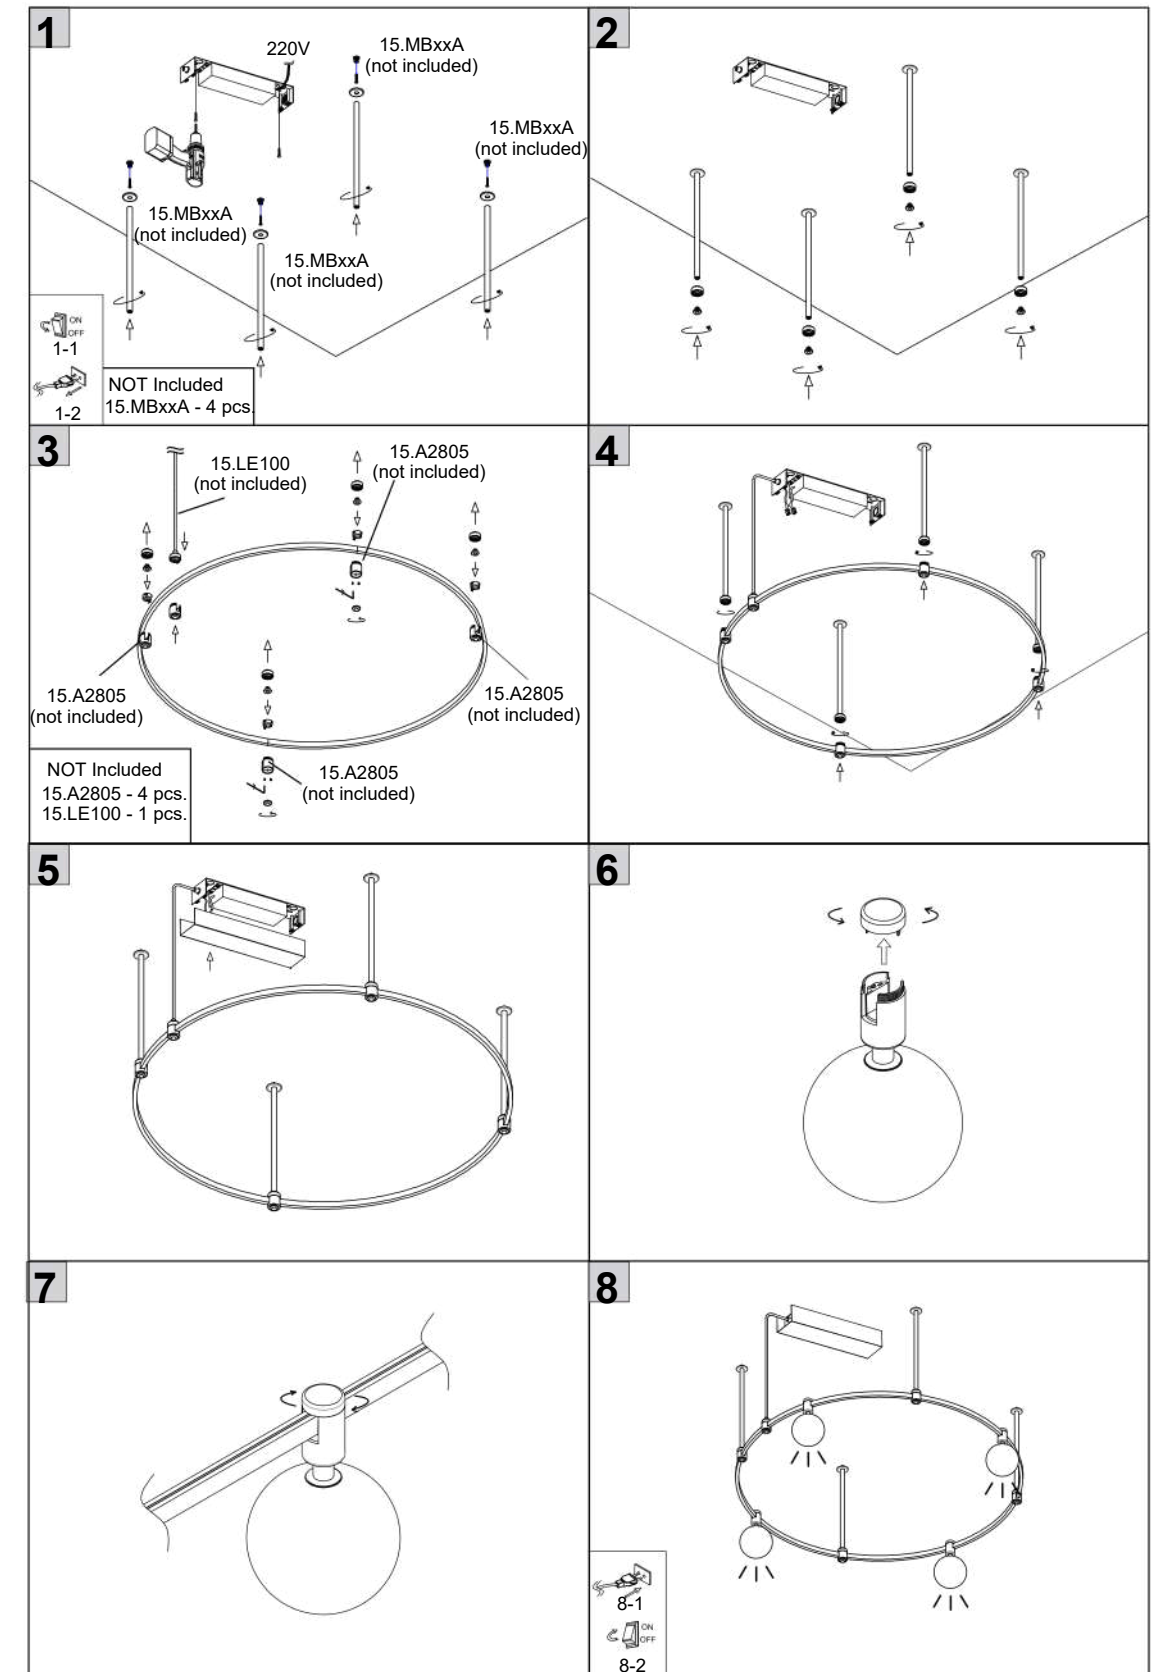 1
220V
15.MBxxA
(not included)
15.MBxxA
(not included)
15.MBxxA
(not included)
15.MBxxA
(not included)
ON
OFF
1-1
1-2
NOT Included
15.MBxxA - 4 pcs.
2
3
15.LE100
(not included)
15.A2805
(not included)
15.A2805
(not included)
15.A2805
(not included)
15.A2805
(not included)
NOT Included
15.A2805 - 4 pcs.
15.LE100 - 1 pcs.
4
5
6
7
8
8-1
ON
OFF
8-2